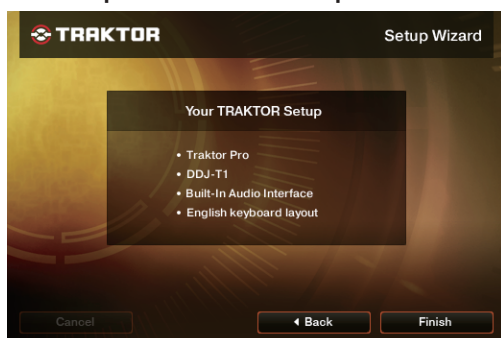 TRAKTOR
Setup Wizard
Your TRAKTOR Setup
• Traktor Pro
• DDJ-T1
• Built-In Audio Interface
• English keyboard layout
Cancel
Back
Finish